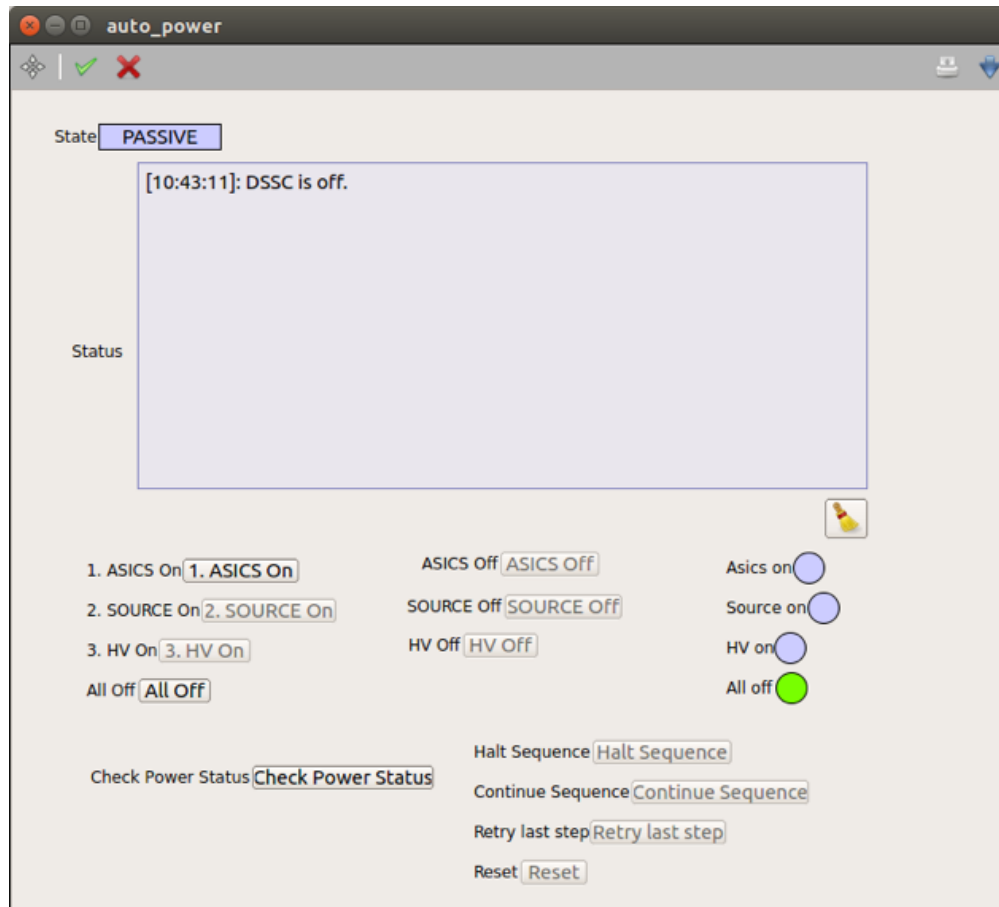 auto_power
State PASSIVE
[10:43:11]: DSSC is off.
Status
1. ASICS On 1. ASICS On ASICS Off ASICS Off Asics on
2. SOURCE On 2. SOURCE On SOURCE Off SOURCE Off Source on
3. HV On 3. HV On HV Off HV Off HV on
All Off All Off All off
Halt Sequence Halt Sequence
Check Power Status Check Power Status
Continue Sequence Continue Sequence
Retry last step Retry last step
Reset Reset